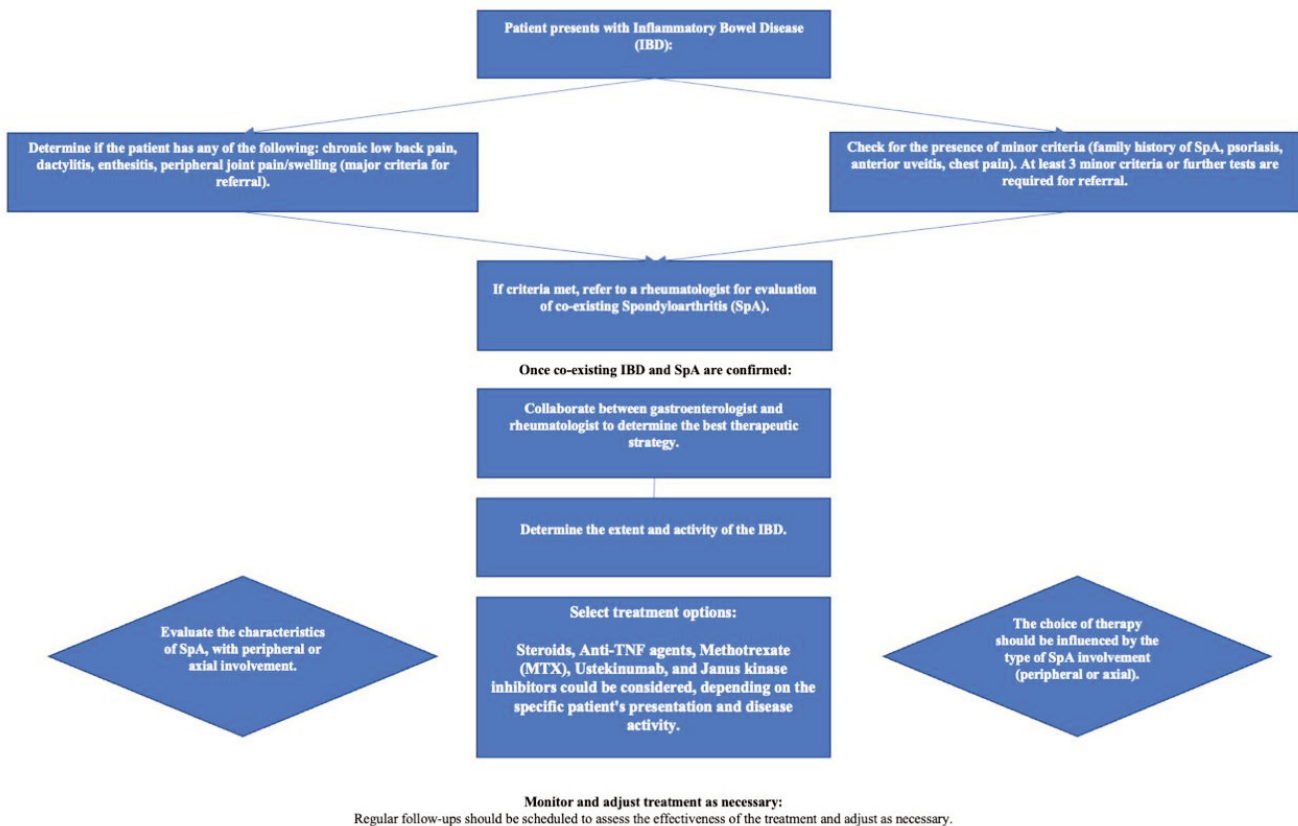 Patient presents with Inflammatory Bowel Disease
(IBD):
Determine if the patient has any of the following: chronic low back pain,
dactylitis, enthesitis, peripheral joint pain/swelling (major criteria for
referral).
Check for the presence of minor criteria (family history of SpA, psoriasis,
anterior uveitis, chest pain). At least 3 minor criteria or further tests are
required for referral.
If criteria met, refer to a rheumatologist for evaluation
of co-existing Spondyloarthritis (SpA).
Once co-existing IBD and SpA are confirmed:
Collaborate between gastroenterologist and
rheumatologist to determine the best therapeutic
strategy.
Determine the extent and activity of the IBD.
Evaluate the characteristics
of SpA, with peripheral or
axial involvement.
Select treatment options:
Steroids, Anti-TNF agents, Methotrexate
(MTX), Ustekinumab, and Janus kinase
inhibitors could be considered, depending on the
specific patient's presentation and disease
activity.
The choice of therapy
should be influenced by the
type of SpA involvement
(peripheral or axial).
Monitor and adjust treatment as necessary:
Regular follow-ups should be scheduled to assess the effectiveness of the treatment and adjust as necessary.